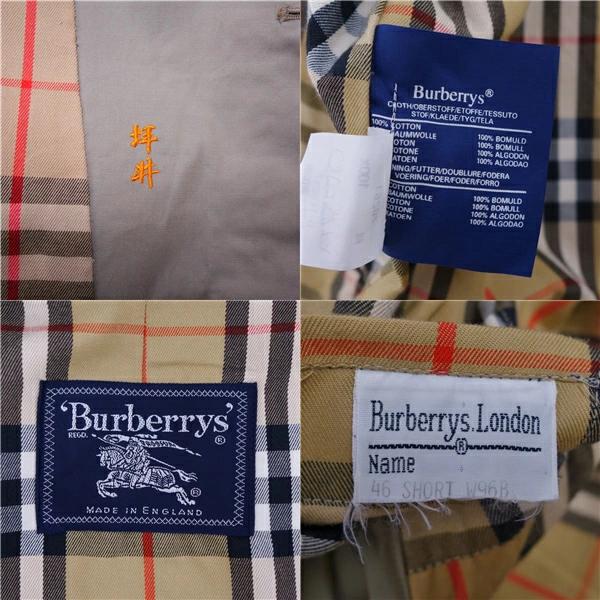 坪井
Burberrys®
CLOTH/OBERSTOFF/ETOFFE/TESSUTO
STOF/KLAEDE/TYG/TELA
100% COTTON 100% BOMULD
BAUMWOLLE 100% BOMULL
COTONE 100% ALGODON
KATOEN 100% ALGODAO
LINING/FUTTER/DOUBLURE/FODERA
VOERING/FOER/FODER/FORRO
COTTON 100% BOMULD
BAUMWOLLE 100% BOMULL
COTONE 100% ALGODON
KATOEN 100% ALGODAO
'Burberrys'
REGD. ®
®
MADE IN ENGLAND
Burberrys.London
®
Name
46 SHORT W96B